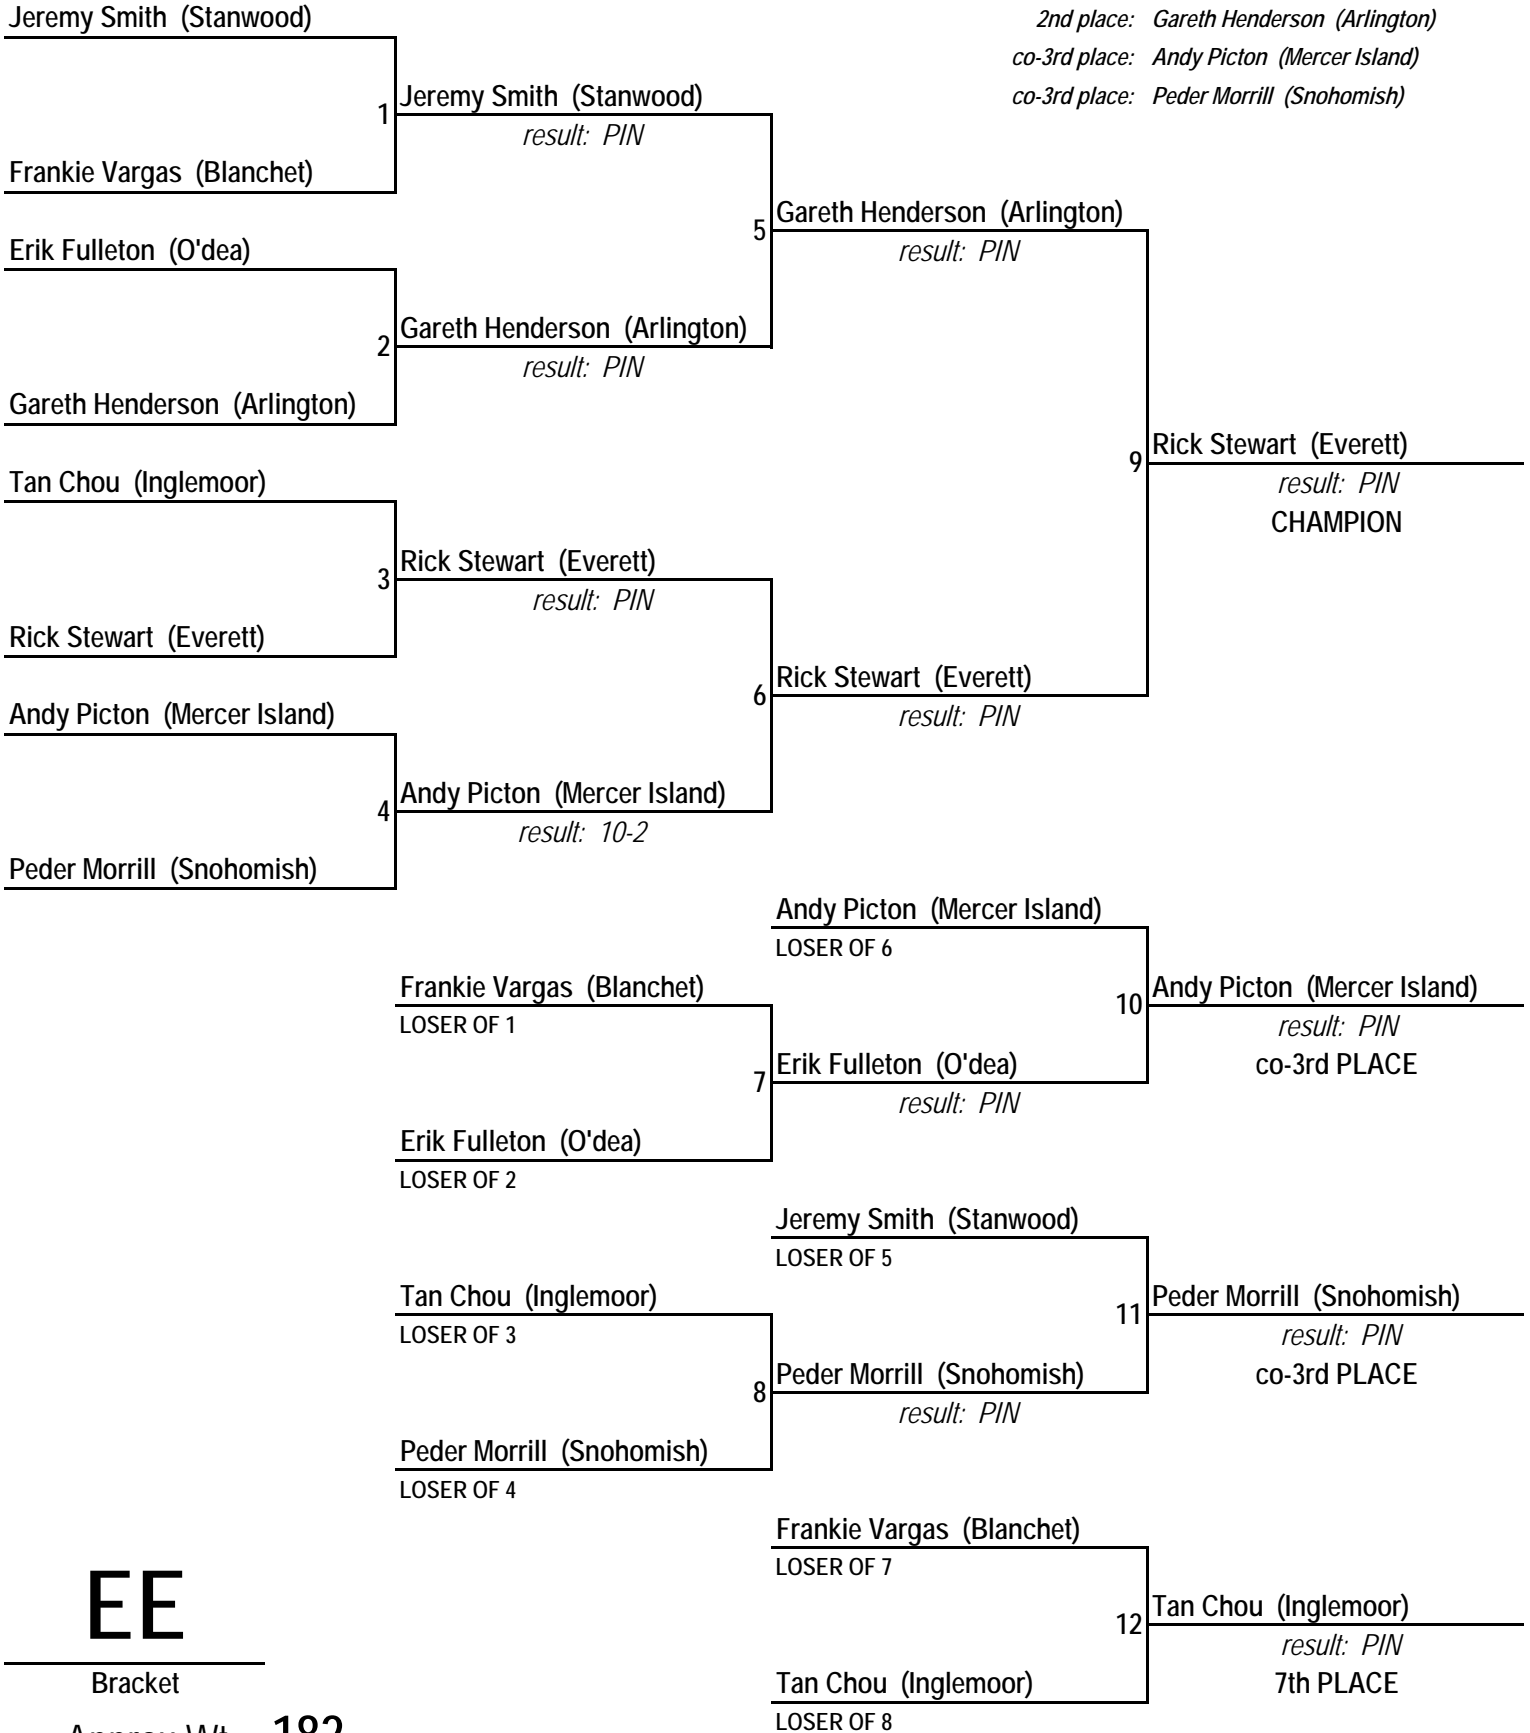 Jeremy Smith (Stanwood)
2nd place: Gareth Henderson (Arlington)
co-3rd place: Andy Picton (Mercer Island)
co-3rd place: Peder Morrill (Snohomish)
1
Jeremy Smith (Stanwood)
result: PIN
Frankie Vargas (Blanchet)
5
Gareth Henderson (Arlington)
result: PIN
Erik Fulleton (O'dea)
2
Gareth Henderson (Arlington)
result: PIN
Gareth Henderson (Arlington)
9
Rick Stewart (Everett)
result: PIN
CHAMPION
Tan Chou (Inglemoor)
3
Rick Stewart (Everett)
result: PIN
Rick Stewart (Everett)
6
Rick Stewart (Everett)
result: PIN
Andy Picton (Mercer Island)
4
Andy Picton (Mercer Island)
result: 10-2
Peder Morrill (Snohomish)
Andy Picton (Mercer Island)
LOSER OF 6
Frankie Vargas (Blanchet)
LOSER OF 1
10
Andy Picton (Mercer Island)
result: PIN
co-3rd PLACE
7
Erik Fulleton (O'dea)
result: PIN
Erik Fulleton (O'dea)
LOSER OF 2
Jeremy Smith (Stanwood)
LOSER OF 5
Tan Chou (Inglemoor)
LOSER OF 3
11
Peder Morrill (Snohomish)
result: PIN
co-3rd PLACE
8
Peder Morrill (Snohomish)
result: PIN
Peder Morrill (Snohomish)
LOSER OF 4
Frankie Vargas (Blanchet)
LOSER OF 7
EE
Bracket
12
Tan Chou (Inglemoor)
result: PIN
7th PLACE
Tan Chou (Inglemoor)
LOSER OF 8
Approx Wt 182